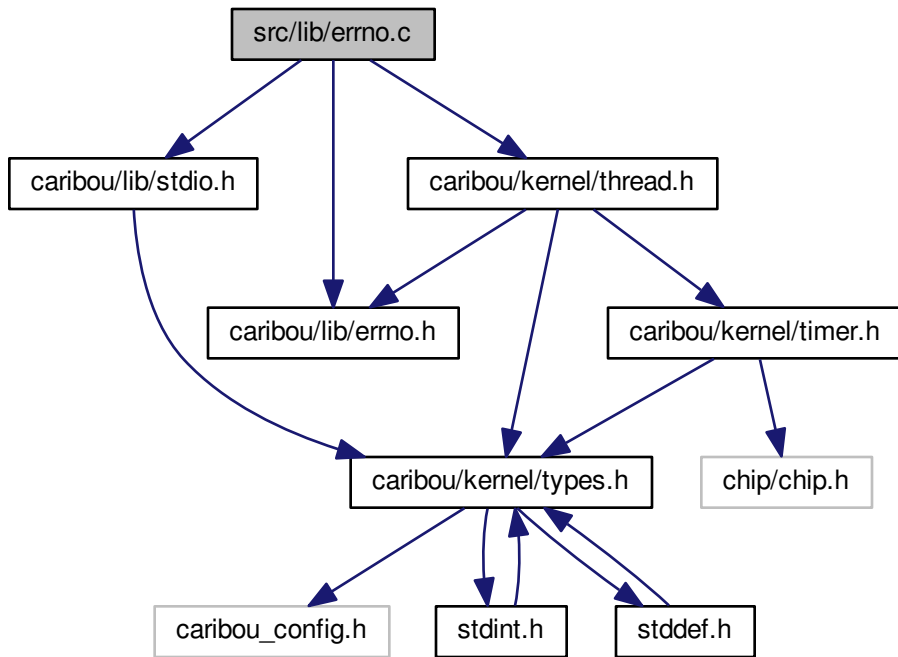 src/lib/errno.c
caribou/lib/stdio.h
caribou/kernel/thread.h
caribou/lib/errno.h
caribou/kernel/timer.h
caribou/kernel/types.h
chip/chip.h
caribou_config.h
stdint.h
stddef.h